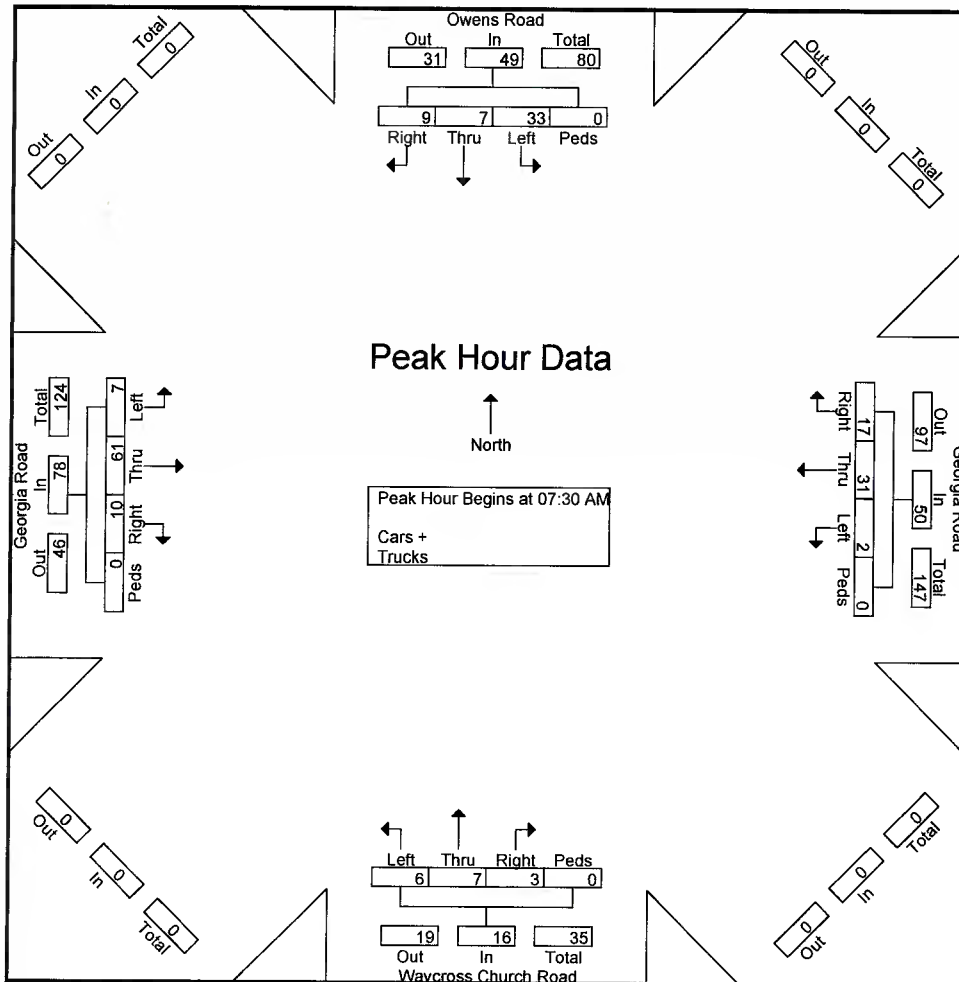 Owens Road
Out In Total
31 49 80
9 7 33 0
Right Thru Left Peds
Total
0
In
0
Out
0
Out
0
In
0
Total
0
Peak Hour Data
North
Peak Hour Begins at 07:30 AM
Cars +
Trucks
Georgia Road
Total In Out
124 78 46
7 61 10 0
Left Thru Right Peds
Right Thru Left Peds
17 31 2 0
Out In Total
97 50 147
Georgia Road
0
Out
0
In
0
Total
Left Thru Right Peds
6 7 3 0
19 16 35
Out In Total
Waycross Church Road
0
Total
0
In
0
Out